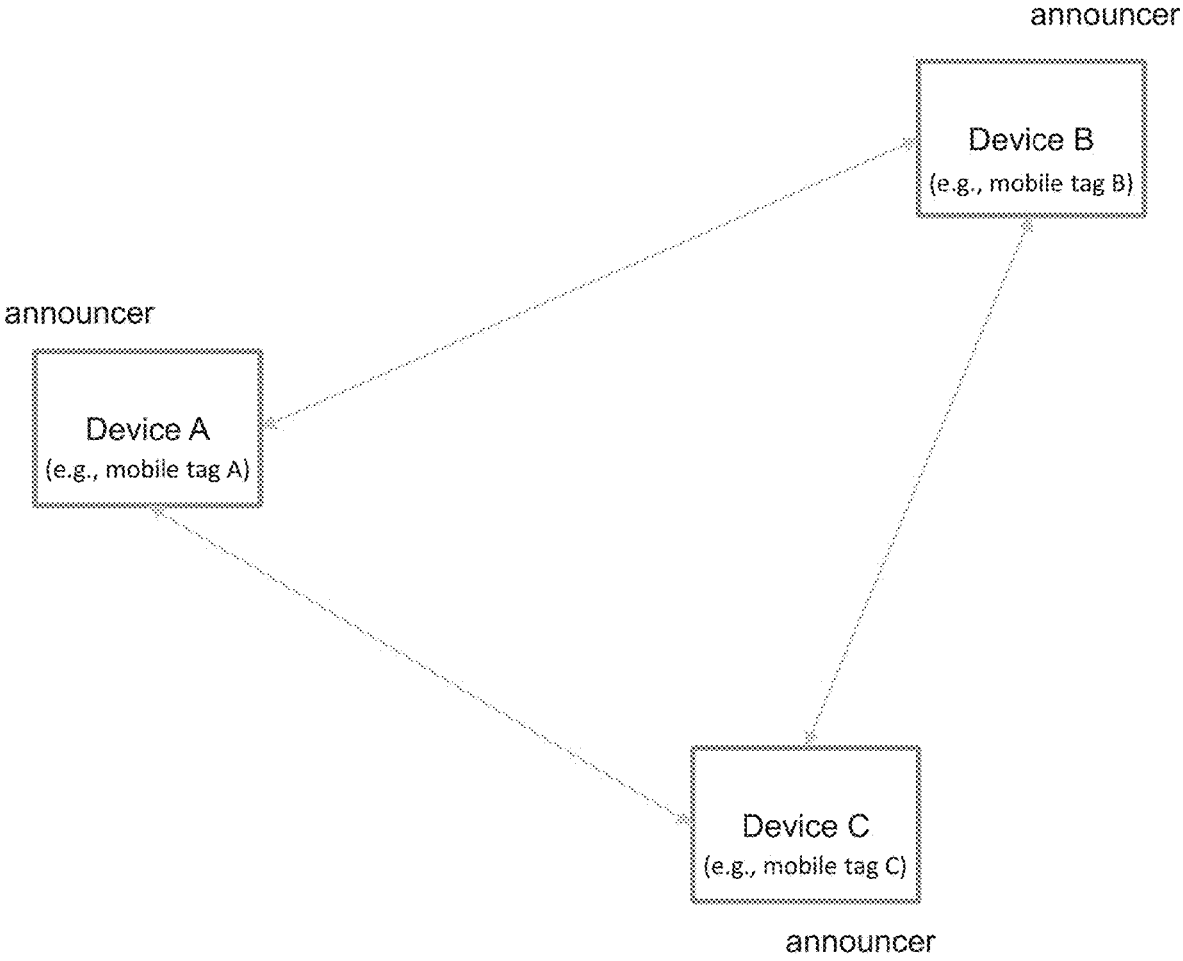 announcer
Device B
(e.g., mobile tag B)
announcer
Device A
(e.g., mobile tag A)
Device C
(e.g., mobile tag C)
announcer